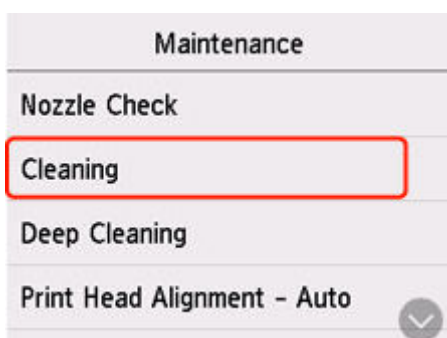 Maintenance
Nozzle Check
Cleaning
Deep Cleaning
Print Head Alignment - Auto